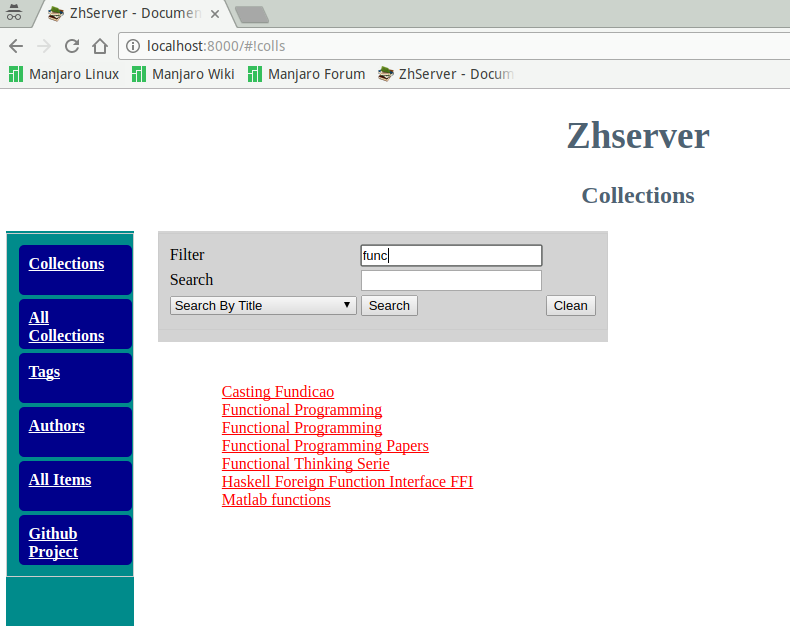 ZhServer - Documen
localhost:8000/#!colls
Manjaro Linux Manjaro Wiki Manjaro Forum ZhServer - Docum
Zhserver
Collections
Collections
All
Collections
Tags
Authors
All Items
Github
Project
Filter func
Search
Search By Title Search Clean
Casting Fundicao
Functional Programming
Functional Programming
Functional Programming Papers
Functional Thinking Serie
Haskell Foreign Function Interface FFI
Matlab functions